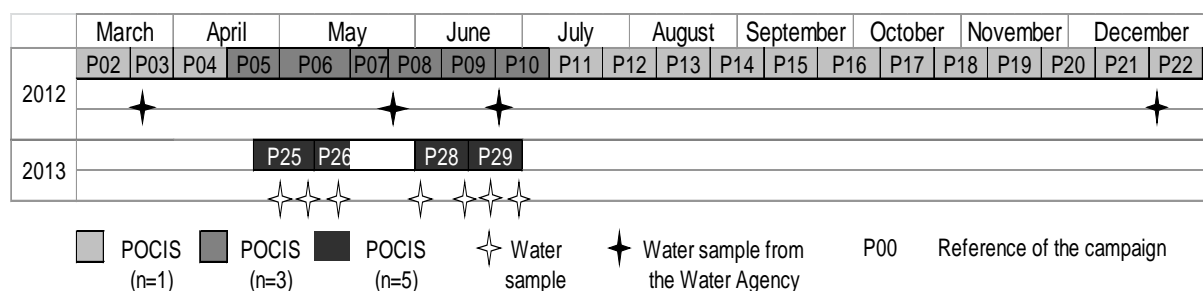 March April May June July August September October November December
P02 P03 P04 P05 P06 P07 P08 P09 P10 P11 P12 P13 P14 P15 P16 P17 P18 P19 P20 P21 P22
2012
P25 P26 P28 P29
2013
POCIS POCIS POCIS Water Water sample from P00 Reference of the campaign
(n=1) (n=3) (n=5) sample the Water Agency